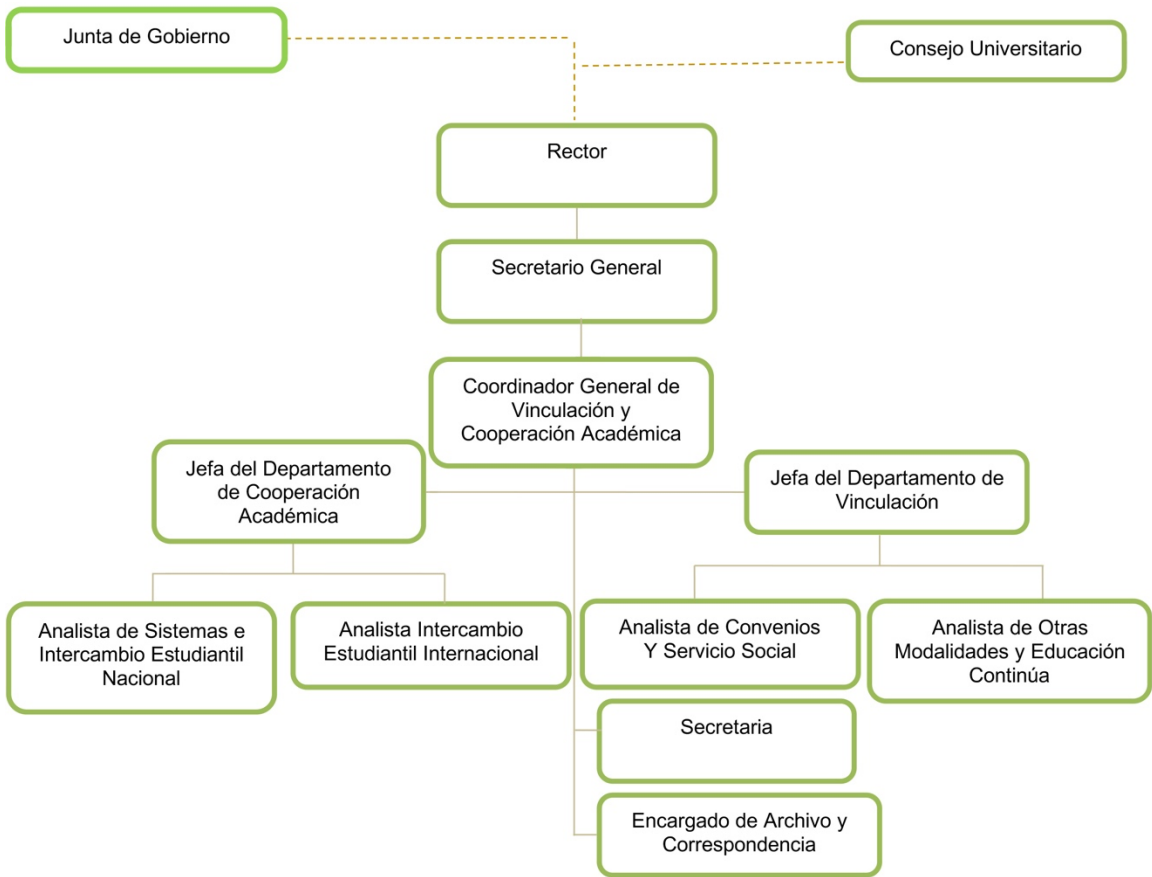 Junta de Gobierno
Consejo Universitario
Rector
Secretario General
Coordinador General de
Vinculación y
Cooperación Académica
Jefa del Departamento
de Cooperación
Académica
Jefa del Departamento de
Vinculación
Analista de Sistemas e
Intercambio Estudiantil
Nacional
Analista Intercambio
Estudiantil Internacional
Analista de Convenios
Y Servicio Social
Analista de Otras
Modalidades y Educación
Continúa
Secretaria
Encargado de Archivo y
Correspondencia